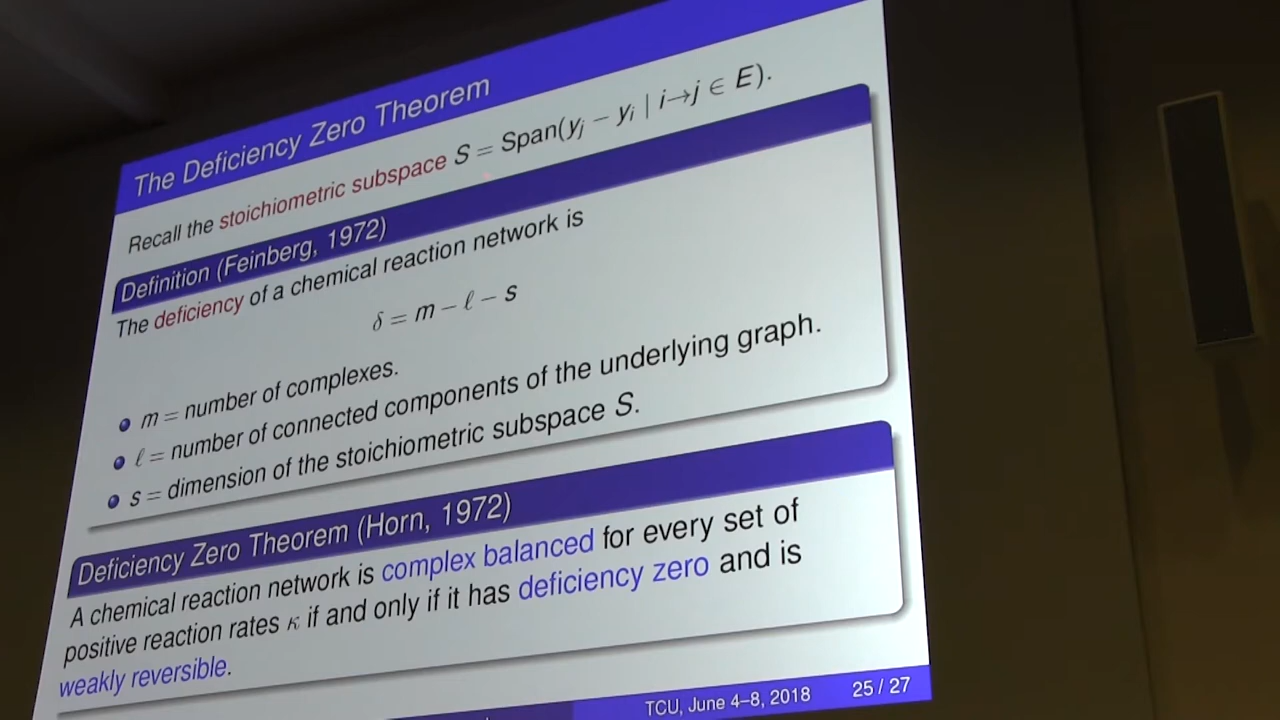 The Deficiency Zero Theorem
Recall the stoichiometric subspace S = Span(yⱼ − yᵢ | i→j ∈ E).
Definition (Feinberg, 1972)
The deficiency of a chemical reaction network is
δ = m − ℓ − s
m = number of complexes.
ℓ = number of connected components of the underlying graph.
s = dimension of the stoichiometric subspace S.
Deficiency Zero Theorem (Horn, 1972)
A chemical reaction network is complex balanced for every set of
positive reaction rates κ if and only if it has deficiency zero and is
weakly reversible.
TCU, June 4–8, 2018 25 / 27